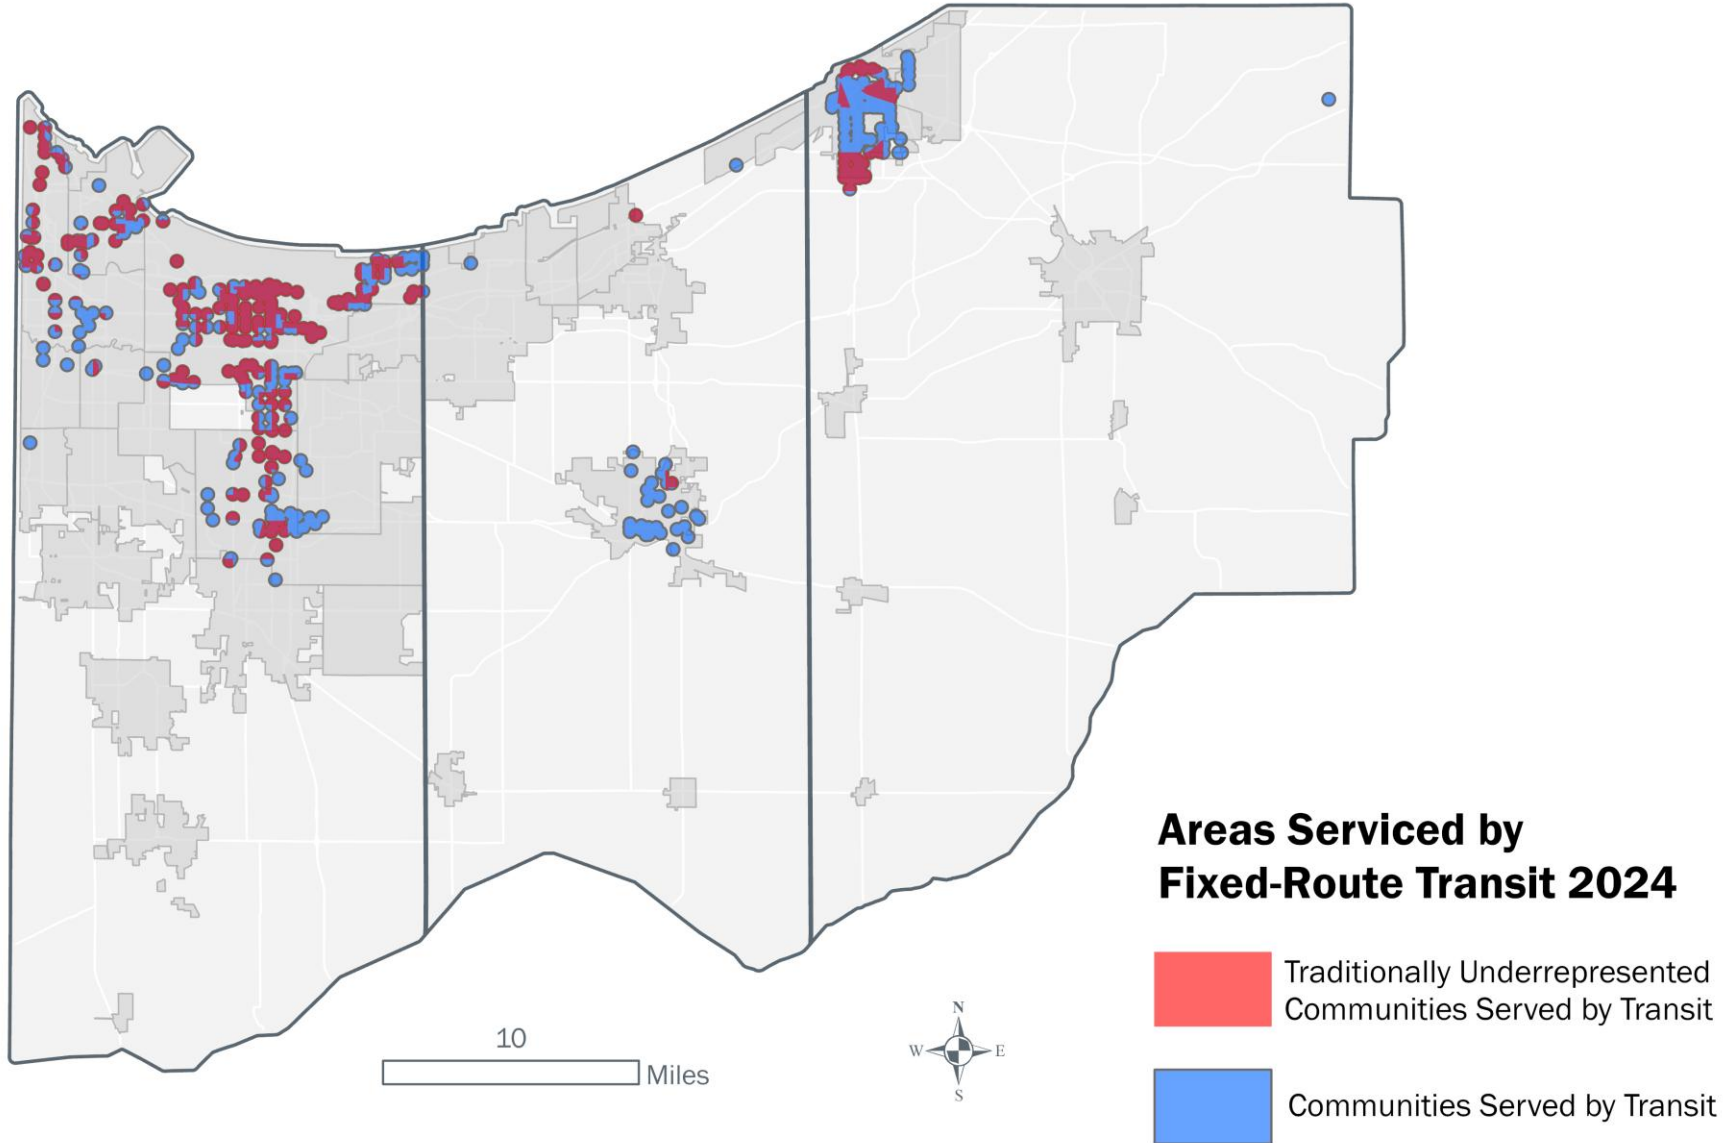 Areas Serviced by
Fixed-Route Transit 2024
Traditionally Underrepresented
Communities Served by Transit
Communities Served by Transit
10
Miles
N
W E
S